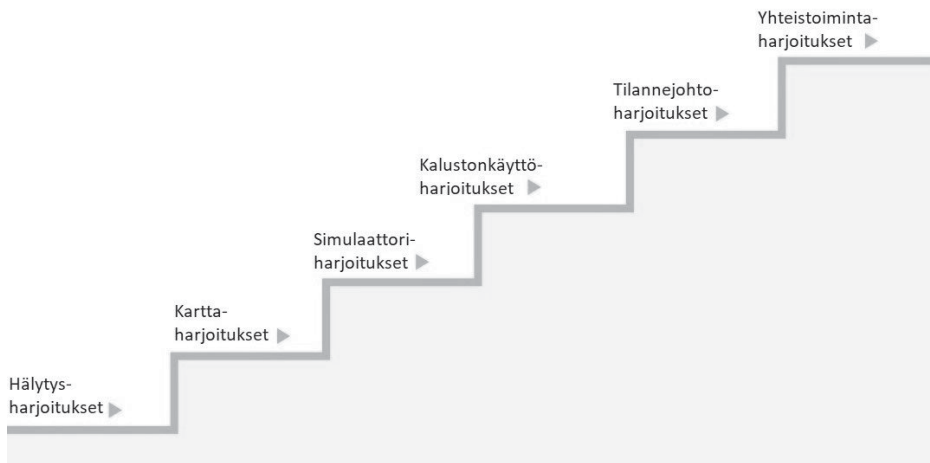 Yhteistoiminta-
harjoitukset
Tilannejohto-
harjoitukset
Kalustonkäyttö-
harjoitukset
Simulaattori-
harjoitukset
Kartta-
harjoitukset
Hälytys-
harjoitukset